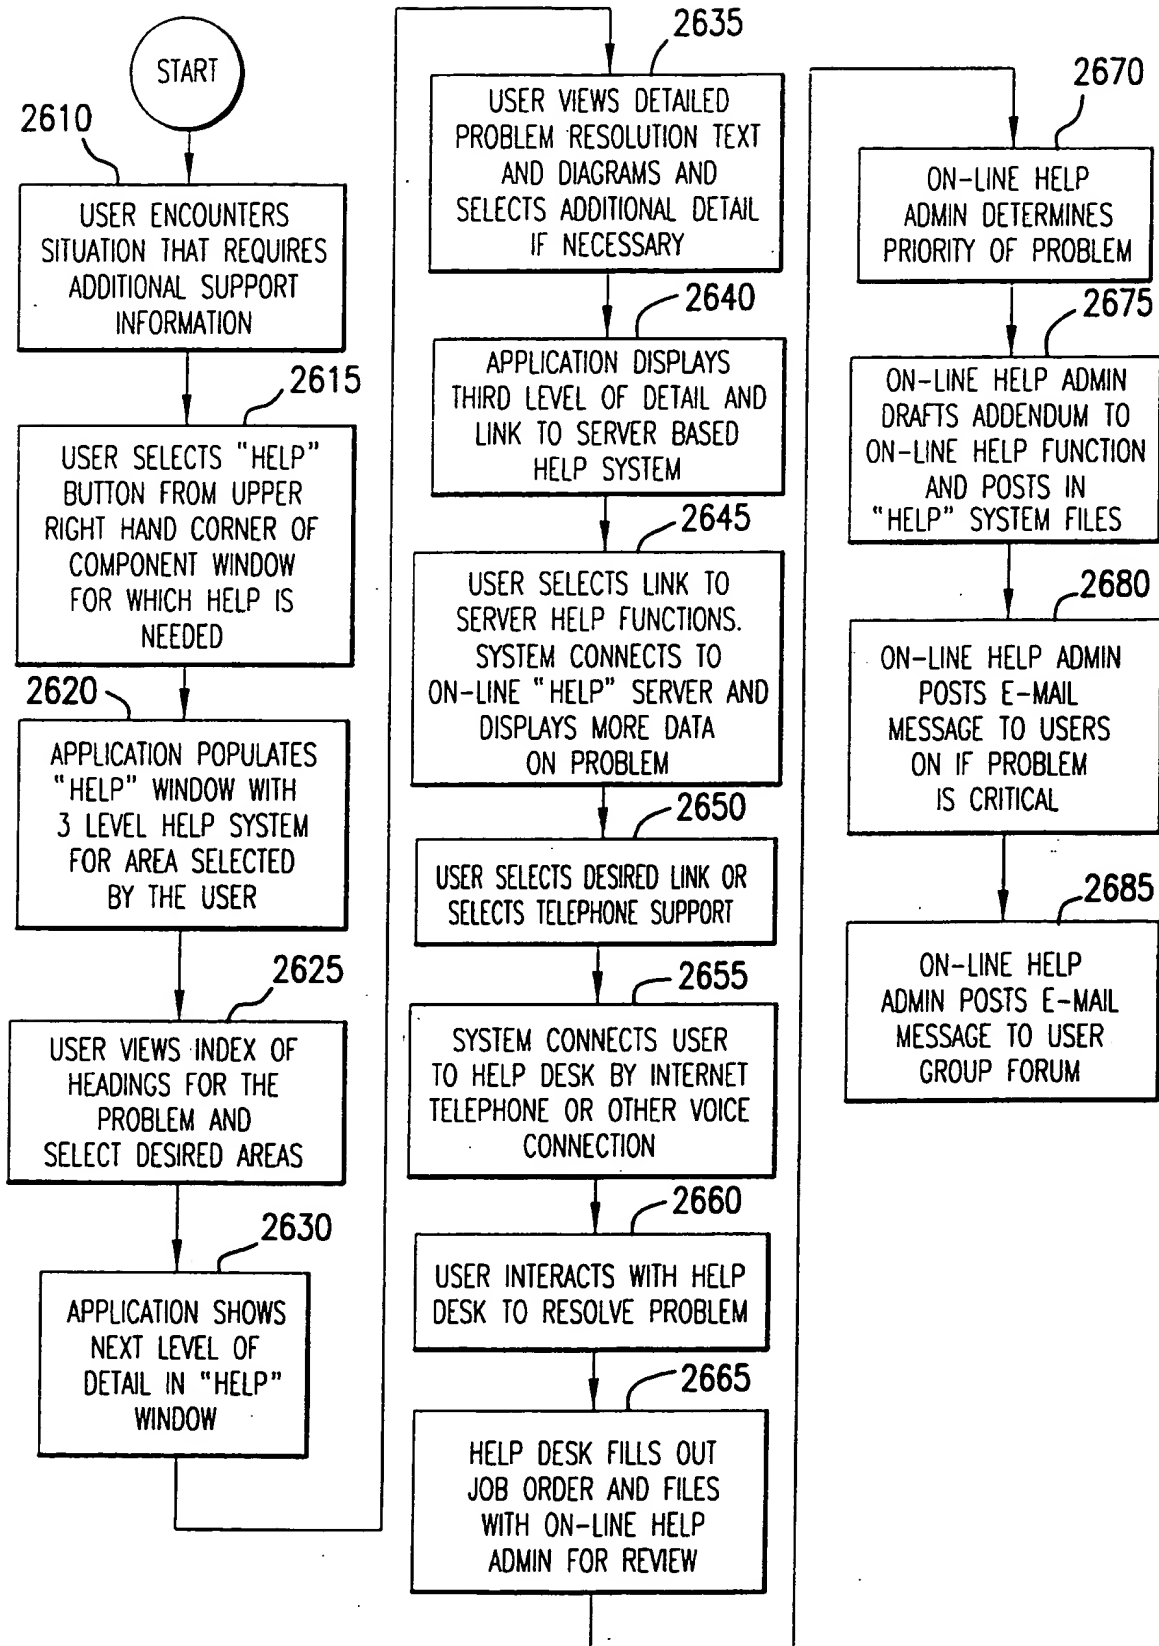 START
2610
USER ENCOUNTERS
SITUATION THAT REQUIRES
ADDITIONAL SUPPORT
INFORMATION
2615
USER SELECTS "HELP"
BUTTON FROM UPPER
RIGHT HAND CORNER OF
COMPONENT WINDOW
FOR WHICH HELP IS
NEEDED
2620
APPLICATION POPULATES
"HELP" WINDOW WITH
3 LEVEL HELP SYSTEM
FOR AREA SELECTED
BY THE USER
2625
USER VIEWS INDEX OF
HEADINGS FOR THE
PROBLEM AND
SELECT DESIRED AREAS
2630
APPLICATION SHOWS
NEXT LEVEL OF
DETAIL IN "HELP"
WINDOW
2635
USER VIEWS DETAILED
PROBLEM RESOLUTION TEXT
AND DIAGRAMS AND
SELECTS ADDITIONAL DETAIL
IF NECESSARY
2640
APPLICATION DISPLAYS
THIRD LEVEL OF DETAIL AND
LINK TO SERVER BASED
HELP SYSTEM
2645
USER SELECTS LINK TO
SERVER HELP FUNCTIONS.
SYSTEM CONNECTS TO
ON-LINE "HELP" SERVER AND
DISPLAYS MORE DATA
ON PROBLEM
2650
USER SELECTS DESIRED LINK OR
SELECTS TELEPHONE SUPPORT
2655
SYSTEM CONNECTS USER
TO HELP DESK BY INTERNET
TELEPHONE OR OTHER VOICE
CONNECTION
2660
USER INTERACTS WITH HELP
DESK TO RESOLVE PROBLEM
2665
HELP DESK FILLS OUT
JOB ORDER AND FILES
WITH ON-LINE HELP
ADMIN FOR REVIEW
2670
ON-LINE HELP
ADMIN DETERMINES
PRIORITY OF PROBLEM
2675
ON-LINE HELP ADMIN
DRAFTS ADDENDUM TO
ON-LINE HELP FUNCTION
AND POSTS IN
"HELP" SYSTEM FILES
2680
ON-LINE HELP ADMIN
POSTS E-MAIL
MESSAGE TO USERS
ON IF PROBLEM
IS CRITICAL
2685
ON-LINE HELP
ADMIN POSTS E-MAIL
MESSAGE TO USER
GROUP FORUM